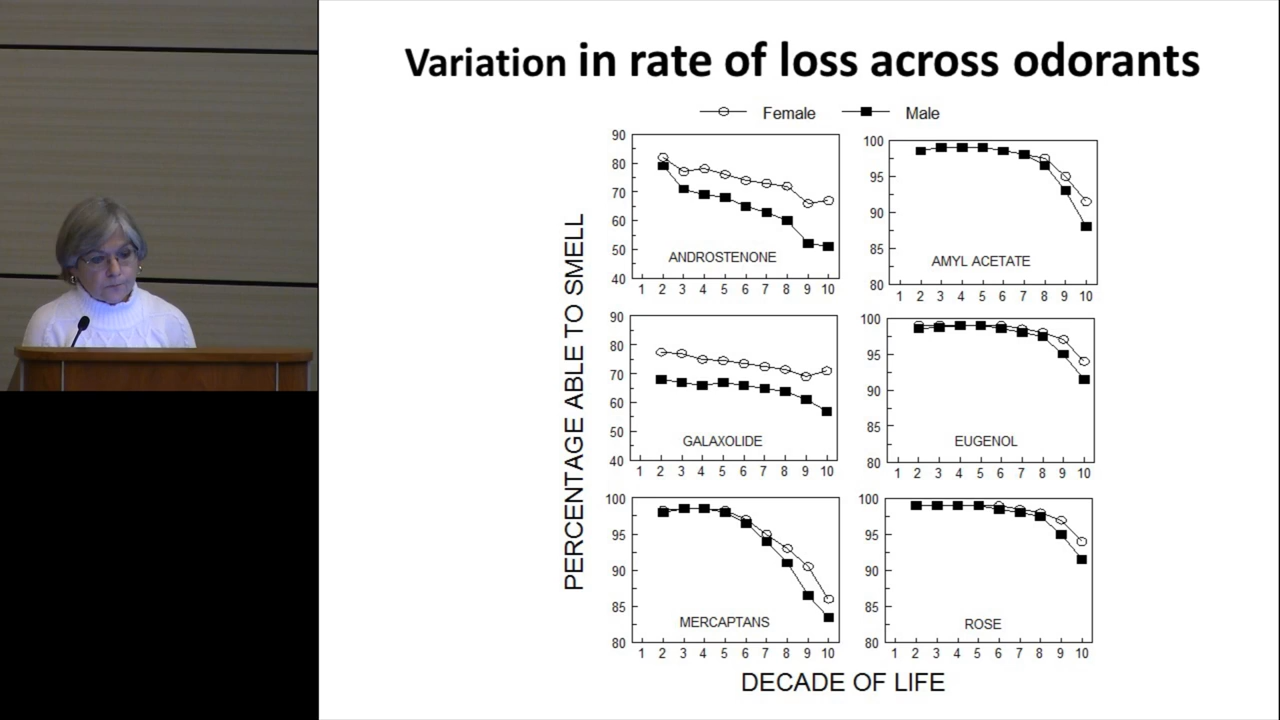 Variation in rate of loss across odorants
Female Male
PERCENTAGE ABLE TO SMELL
90
80
70
60
50
40
ANDROSTENONE
1 2 3 4 5 6 7 8 9 10
100
95
90
85
80
AMYL ACETATE
1 2 3 4 5 6 7 8 9 10
90
80
70
60
50
40
GALAXOLIDE
1 2 3 4 5 6 7 8 9 10
95
90
85
80
EUGENOL
1 2 3 4 5 6 7 8 9 10
100
95
90
85
80
MERCAPTANS
1 2 3 4 5 6 7 8 9 10
100
95
90
85
80
ROSE
1 2 3 4 5 6 7 8 9 10
DECADE OF LIFE